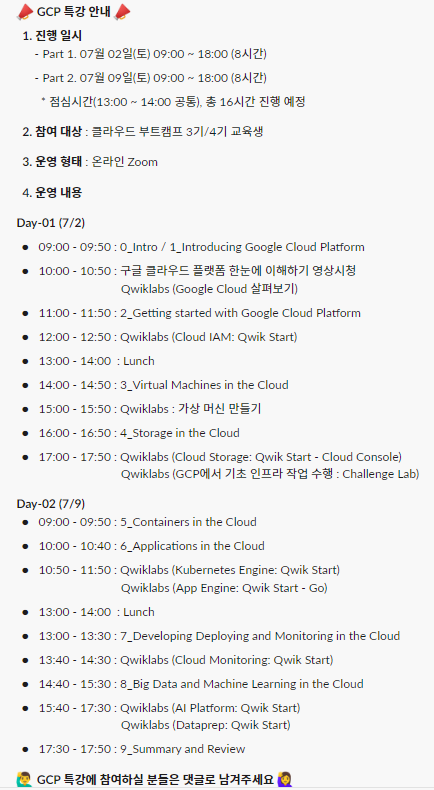 📣 GCP 특강 안내 📣
1. 진행 일시
- Part 1. 07월 02일(토) 09:00 ~ 18:00 (8시간)
- Part 2. 07월 09일(토) 09:00 ~ 18:00 (8시간)
* 점심시간(13:00 ~ 14:00 공통), 총 16시간 진행 예정
2. 참여 대상 : 클라우드 부트캠프 3기/4기 교육생
3. 운영 형태 : 온라인 Zoom
4. 운영 내용
Day-01 (7/2)
● 09:00 - 09:50 : 0_Intro / 1_Introducing Google Cloud Platform
● 10:00 - 10:50 : 구글 클라우드 플랫폼 한눈에 이해하기 영상시청
Qwiklabs (Google Cloud 살펴보기)
● 11:00 - 11:50 : 2_Getting started with Google Cloud Platform
● 12:00 - 12:50 : Qwiklabs (Cloud IAM: Qwik Start)
● 13:00 - 14:00 : Lunch
● 14:00 - 14:50 : 3_Virtual Machines in the Cloud
● 15:00 - 15:50 : Qwiklabs : 가상 머신 만들기
● 16:00 - 16:50 : 4_Storage in the Cloud
● 17:00 - 17:50 : Qwiklabs (Cloud Storage: Qwik Start - Cloud Console)
Qwiklabs (GCP에서 기초 인프라 작업 수행 : Challenge Lab)
Day-02 (7/9)
● 09:00 - 09:50 : 5_Containers in the Cloud
● 10:00 - 10:40 : 6_Applications in the Cloud
● 10:50 - 11:50 : Qwiklabs (Kubernetes Engine: Qwik Start)
Qwiklabs (App Engine: Qwik Start - Go)
● 13:00 - 14:00 : Lunch
● 13:00 - 13:30 : 7_Developing Deploying and Monitoring in the Cloud
● 13:40 - 14:30 : Qwiklabs (Cloud Monitoring: Qwik Start)
● 14:40 - 15:30 : 8_Big Data and Machine Learning in the Cloud
● 15:40 - 17:30 : Qwiklabs (AI Platform: Qwik Start)
Qwiklabs (Dataprep: Qwik Start)
● 17:30 - 17:50 : 9_Summary and Review
🙋‍♂️ GCP 특강에 참여하실 분들은 댓글로 남겨주세요 🙋‍♀️